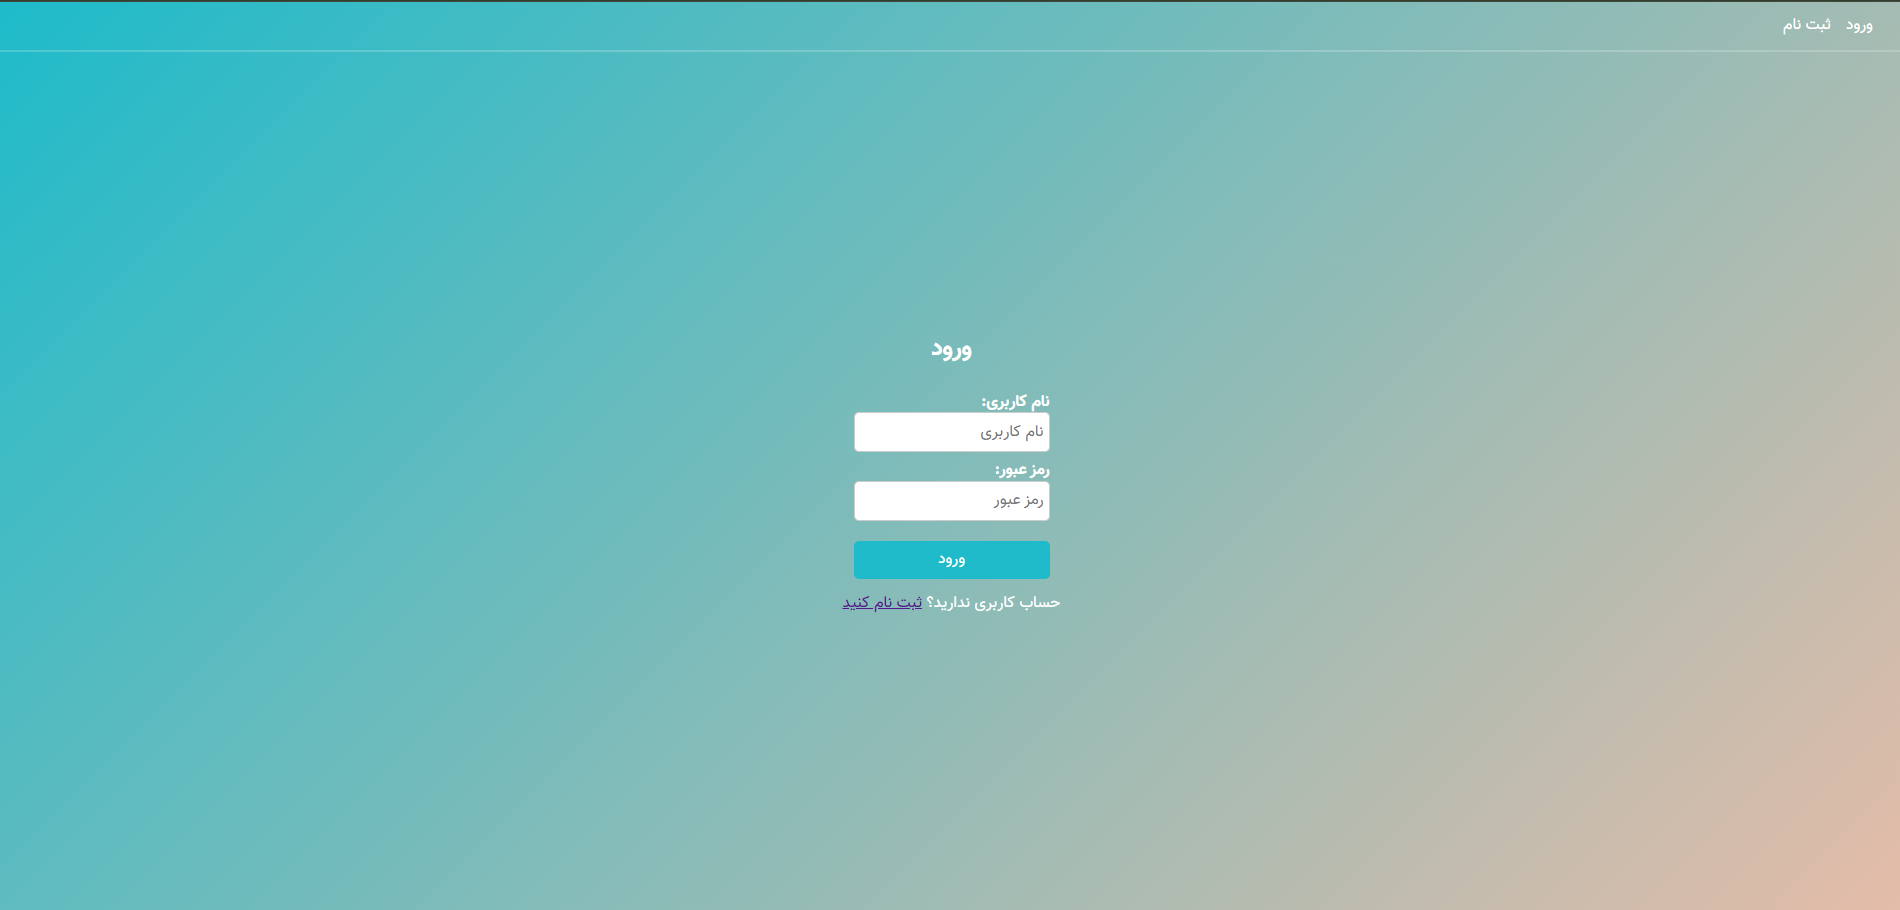 ورود ثبت نام
ورود
نام کاربری:
نام کاربری
رمز عبور:
رمز عبور
ورود
حساب کاربری ندارید؟ ثبت نام کنید